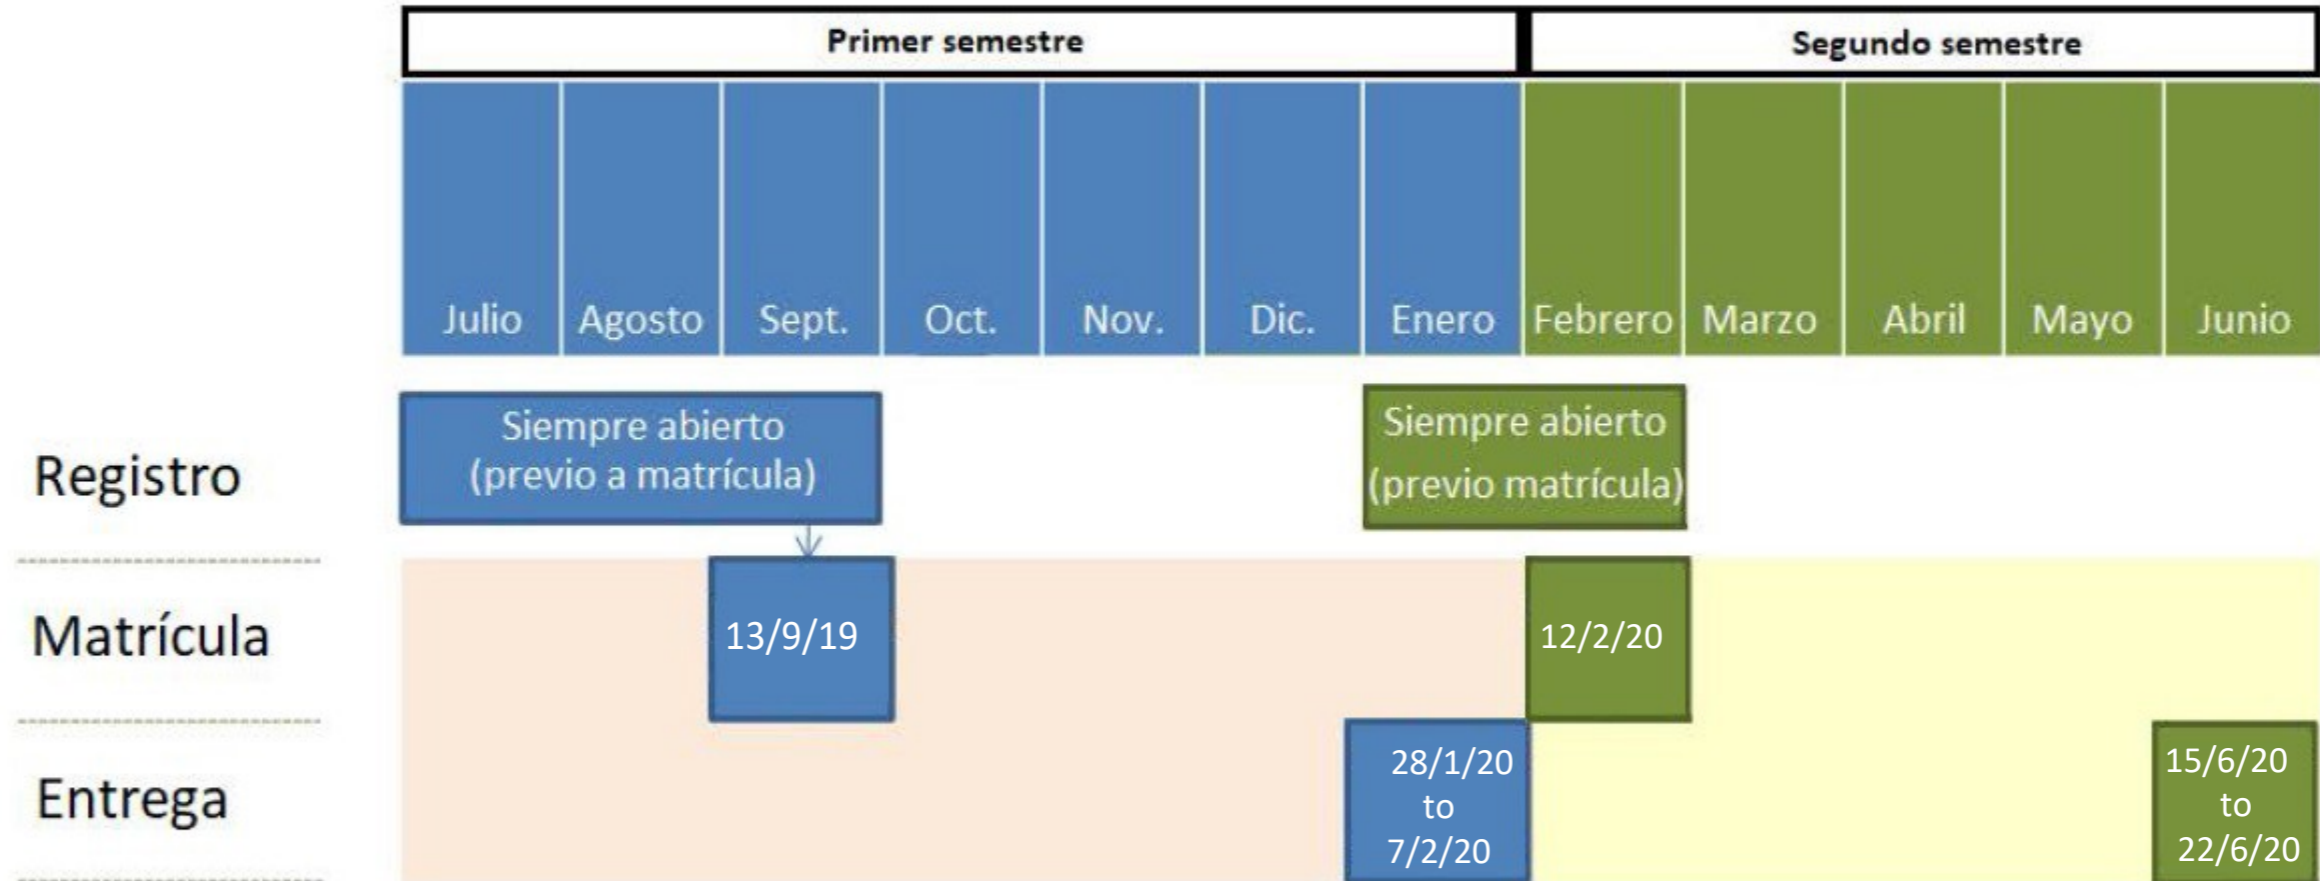 Primer semestre
Segundo semestre
Julio
Agosto
Sept.
Oct.
Nov.
Dic.
Enero
Febrero
Marzo
Abril
Mayo
Junio
Registro
Siempre abierto
(previo a matrícula)
Siempre abierto
(previo matrícula)
Matrícula
13/9/19
12/2/20
Entrega
28/1/20
to
7/2/20
15/6/20
to
22/6/20